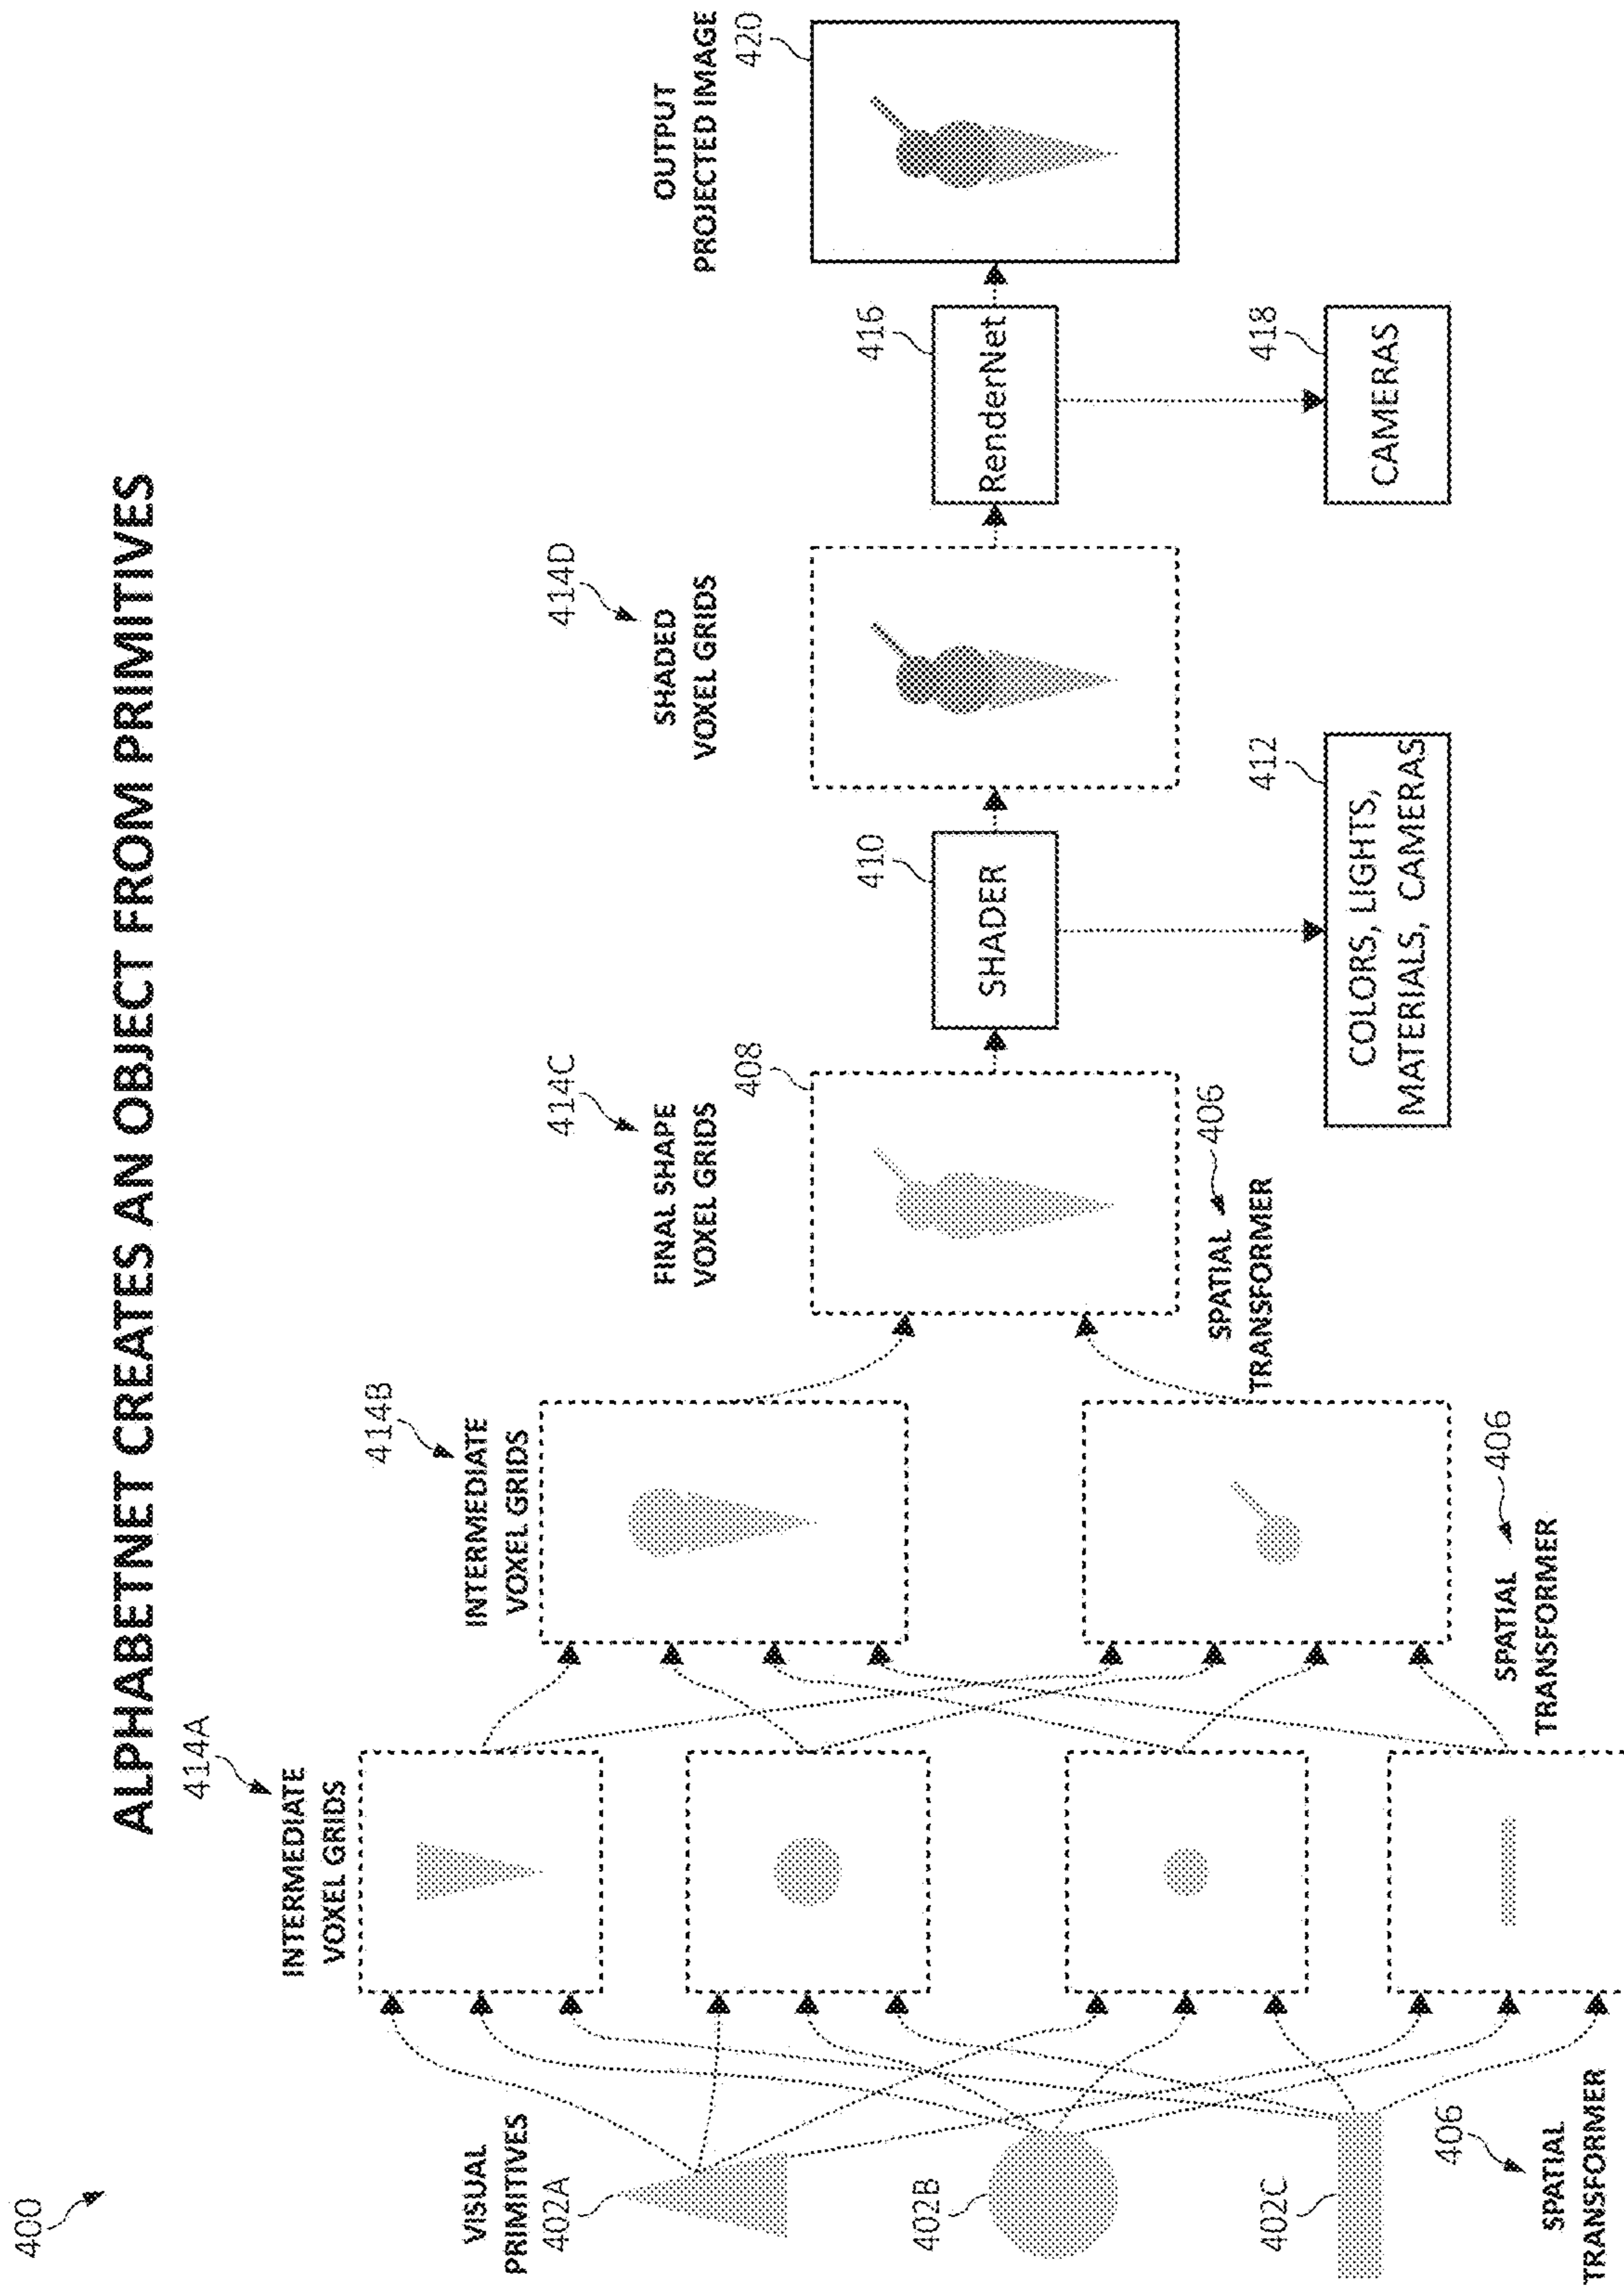 400
ALPHABETNET CREATES AN OBJECT FROM PRIMITIVES
VISUAL
PRIMITIVES
402A
402B
402C
406
SPATIAL
TRANSFORMER
414A
INTERMEDIATE
VOXEL GRIDS
406
SPATIAL
TRANSFORMER
414B
INTERMEDIATE
VOXEL GRIDS
406
SPATIAL
TRANSFORMER
414C
FINAL SHAPE
VOXEL GRIDS
408
410
SHADER
412
COLORS, LIGHTS,
MATERIALS, CAMERAS
414D
SHADED
VOXEL GRIDS
416
RenderNet
418
CAMERAS
OUTPUT
PROJECTED IMAGE
420